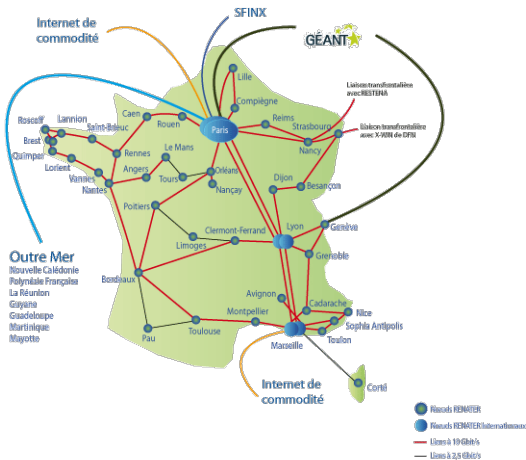 SFINX
Internet de
commodité
GÉANT
Lille
Compiègne
Liaison transfrontalière
avec RESTENA
Caen
Rouen
Paris
Reims
Strasbourg
Liaison transfrontalière
avec X-WIN de DFN
Roscoff
Lannion
Saint-Brieuc
Brest
Quimper
Lorient
Vannes
Rennes
Nantes
Le Mans
Angers
Tours
Orléans
Nançay
Nancy
Dijon
Besançon
Poitiers
Limoges
Clermont-Ferrand
Lyon
Genève
Grenoble
Outre Mer
Nouvelle Calédonie
Polynéaie Française
La Réunion
Guyane
Guadeloupe
Martinique
Mayotte
Bordeaux
Avignon
Cadarache
Nice
Sophia Antipolis
Montpellier
Toulouse
Pau
Marseille
Toulon
Internet de
commodité
Corté
Nœuds RENATER
Nœuds RENATER Internationaux
Liens à 10 Gbit/s
Liens à 2,5 Gbit/s